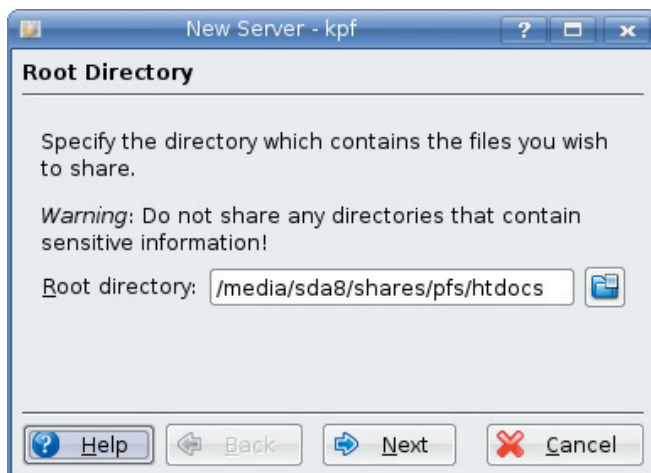 New Server - kpf
Root Directory
Specify the directory which contains the files you wish
to share.
Warning: Do not share any directories that contain
sensitive information!
Root directory: /media/sda8/shares/pfs/htdocs
Help Back Next Cancel